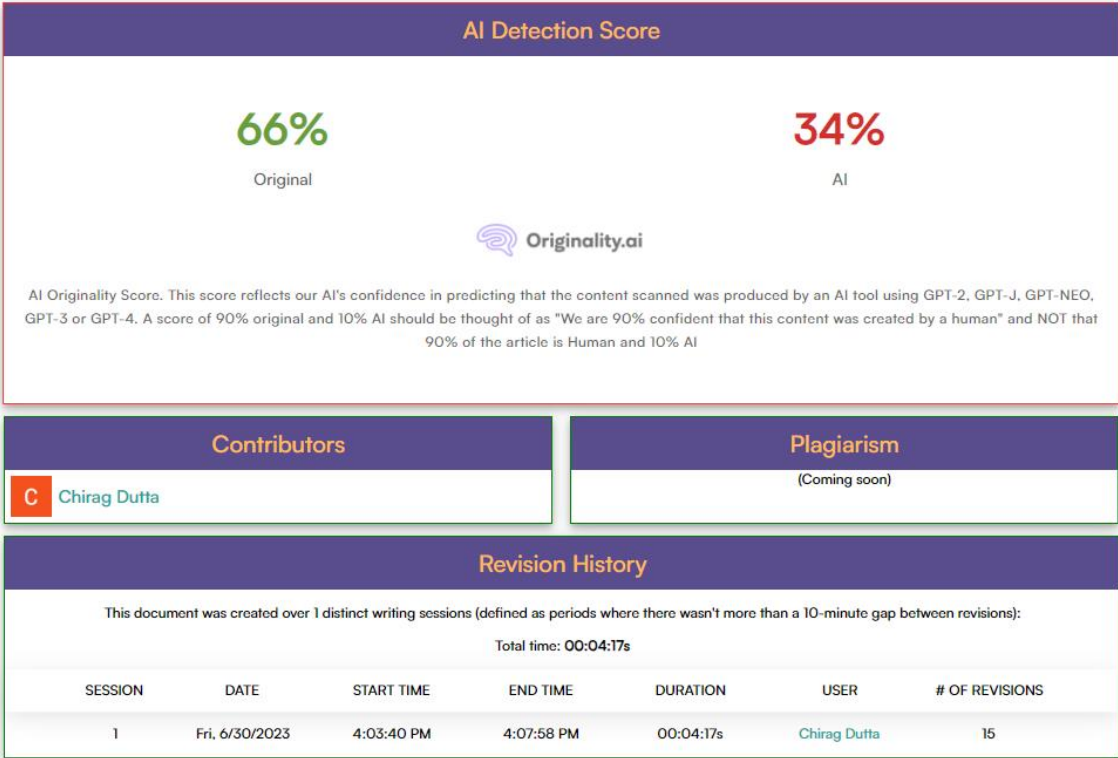 AI Detection Score
66%
34%
Original
AI
Originality.ai
AI Originality Score. This score reflects our AI's confidence in predicting that the content scanned was produced by an AI tool using GPT-2, GPT-J, GPT-NEO,
GPT-3 or GPT-4. A score of 90% original and 10% AI should be thought of as "We are 90% confident that this content was created by a human" and NOT that
90% of the article is Human and 10% AI
Contributors
C Chirag Dutta
Plagiarism
(Coming soon)
Revision History
This document was created over 1 distinct writing sessions (defined as periods where there wasn't more than a 10-minute gap between revisions):
Total time: 00:04:17s
SESSION DATE START TIME END TIME DURATION USER # OF REVISIONS
1 Fri, 6/30/2023 4:03:40 PM 4:07:58 PM 00:04:17s Chirag Dutta 15